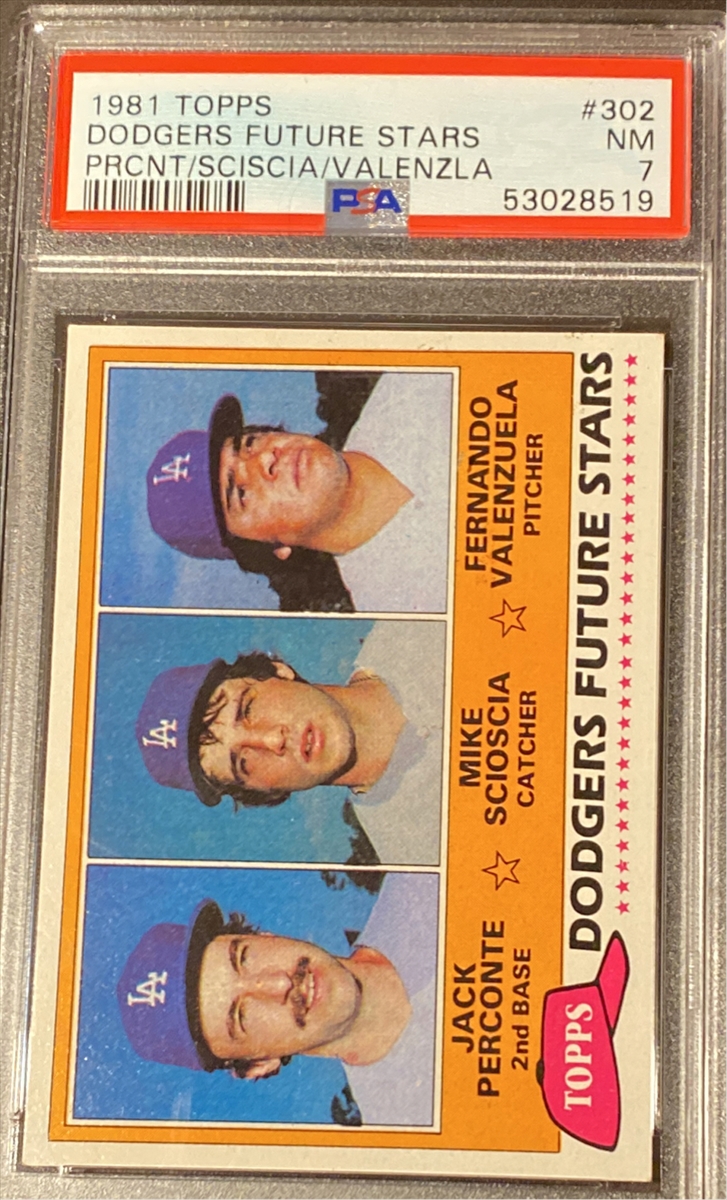 1981 TOPPS #302
DODGERS FUTURE STARS NM
PRCNT/SCISCIA/VALENZLA 7
PSA 53028519
LA
LA
LA
JACK
PERCONTE
2nd BASE
MIKE
SCIOSCIA
CATCHER
FERNANDO
VALENZUELA
PITCHER
TOPPS
DODGERS FUTURE STARS